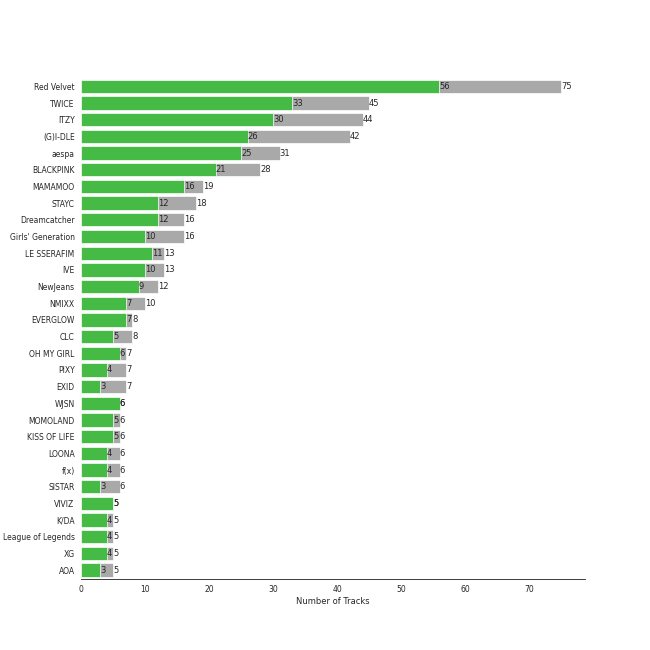 Red Velvet 56 75
TWICE 33 45
ITZY 30 44
(G)I-DLE 26 42
aespa 25 31
BLACKPINK 21 28
MAMAMOO 16 19
STAYC 12 18
Dreamcatcher 12 16
Girls' Generation 10 16
LE SSERAFIM 11 13
IVE 10 13
NewJeans 9 12
NMIXX 7 10
EVERGLOW 7 8
CLC 5 8
OH MY GIRL 6 7
PIXY 4 7
EXID 3 7
WJSN 6
MOMOLAND 5 6
KISS OF LIFE 5 6
LOONA 4 6
f(x) 4 6
SISTAR 3 6
VIVIZ 5
K/DA 4 5
League of Legends 4 5
XG 4 5
AOA 3 5
0 10 20 30 40 50 60 70
Number of Tracks